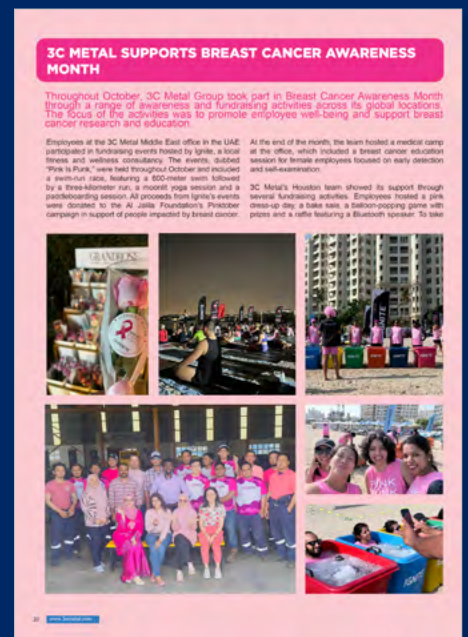 3C METAL SUPPORTS BREAST CANCER AWARENESS
MONTH
Throughout October, 3C Metal Group took part in Breast Cancer Awareness Month
through a range of awareness and fundraising activities across its global locations.
The focus of the activities was to promote employee well-being and support breast
cancer research and education.
Employees at the 3C Metal Middle East office in the UAE
participated in fundraising events hosted by Ignite, a local
fitness and wellness consultancy. The events, dubbed
"Pink Is Punk," were held throughout October and included
a swim-run race, featuring a 600-meter swim followed
by a three-kilometer run, a moonlit yoga session and a
paddleboarding session. All proceeds from Ignite's events
were donated to the Al Jalila Foundation's Pinktober
campaign in support of people impacted by breast cancer.
At the end of the month, the team hosted a medical camp
at the office, which included a breast cancer education
session for female employees focused on early detection
and self-examination.
3C Metal's Houston team showed its support through
several fundraising activities. Employees hosted a pink
dress-up day, a bake sale, a balloon-popping game with
prizes and a raffle featuring a Bluetooth speaker. To take
GRANDROSE
IGNITE
PINK
IGNITE
20
www.3cmetal.com